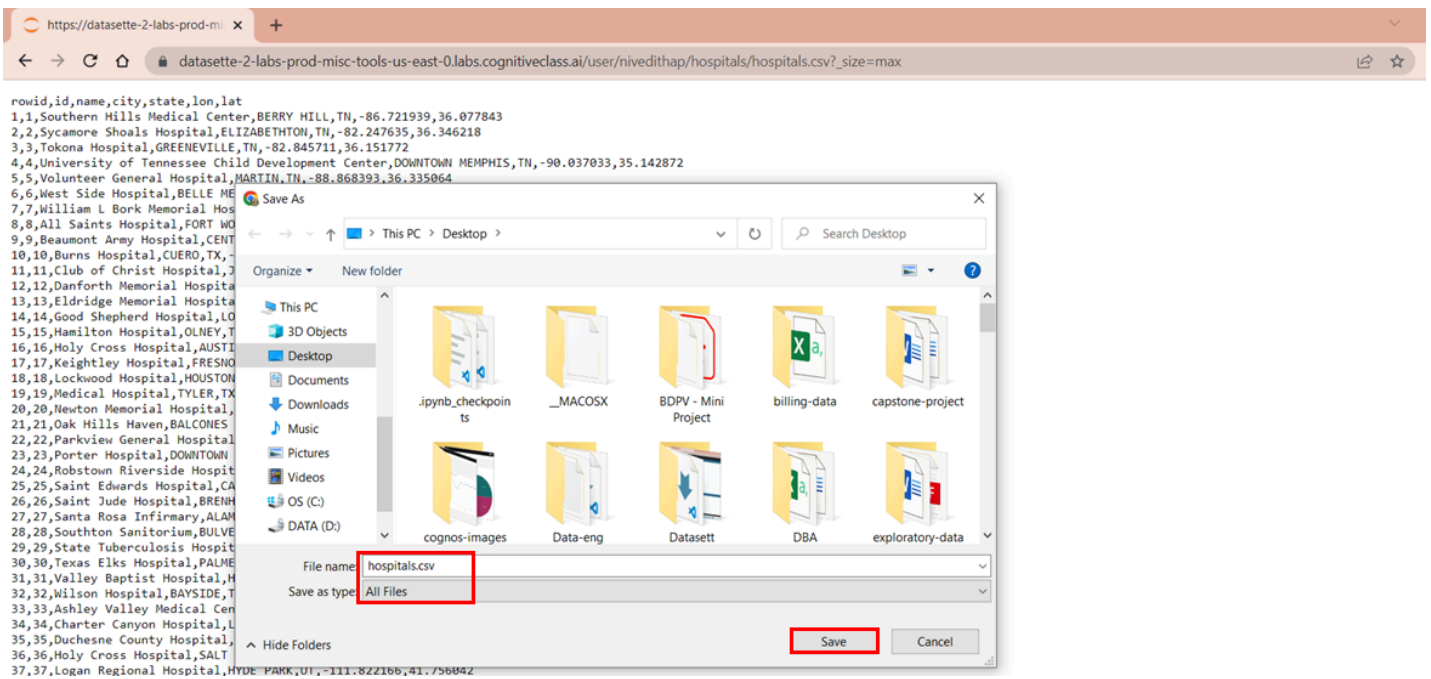 https://datasette-2-labs-prod-mi
datasette-2-labs-prod-misc-tools-us-east-0.labs.cognitiveclass.ai/user/nivedithap/hospitals/hospitals.csv?_size=max
rowid,id,name,city,state,lon,lat
1,1,Southern Hills Medical Center,BERRY HILL,TN,-86.721939,36.077843
2,2,Sycamore Shoals Hospital,ELIZABETHTON,TN,-82.247635,36.346218
3,3,Tokona Hospital,GREENEVILLE,TN,-82.845711,36.151772
4,4,University of Tennessee Child Development Center,DOWNTOWN MEMPHIS,TN,-90.037033,35.142872
5,5,Volunteer General Hospital,MARTIN,TN,-88.868393,36.335064
6,6,West Side Hospital,BELLE ME
7,7,William L Bork Memorial Hos
8,8,All Saints Hospital,FORT WO
9,9,Beaumont Army Hospital,CENT
10,10,Burns Hospital,CUERO,TX,-
11,11,Club of Christ Hospital,J
12,12,Danforth Memorial Hospita
13,13,Eldridge Memorial Hospita
14,14,Good Shepherd Hospital,LO
15,15,Hamilton Hospital,OLNEY,T
16,16,Holy Cross Hospital,AUSTI
17,17,Keightley Hospital,FRESNO
18,18,Lockwood Hospital,HOUSTON
19,19,Medical Hospital,TYLER,TX
20,20,Newton Memorial Hospital,
21,21,Oak Hills Haven,BALCONES
22,22,Parkview General Hospital
23,23,Porter Hospital,DOWNTOWN
24,24,Robstown Riverside Hospit
25,25,Saint Edwards Hospital,CA
26,26,Saint Jude Hospital,BRENH
27,27,Santa Rosa Infirmary,ALAM
28,28,Southton Sanitorium,BULVE
29,29,State Tuberculosis Hospit
30,30,Texas Elks Hospital,PALME
31,31,Valley Baptist Hospital,H
32,32,Wilson Hospital,BAYSIDE,T
33,33,Ashley Valley Medical Cen
34,34,Charter Canyon Hospital,L
35,35,Duchesne County Hospital,
36,36,Holy Cross Hospital,SALT
37,37,Logan Regional Hospital,HYDE PARK,UT,-111.822166,41.756042
Save As
This PC > Desktop >
Search Desktop
Organize
New folder
This PC
3D Objects
Desktop
Documents
Downloads
Music
Pictures
Videos
OS (C:)
DATA (D:)
.ipynb_checkpoin
ts
__MACOSX
BDPV - Mini
Project
billing-data
capstone-project
cognos-images
Data-eng
Datasett
DBA
exploratory-data
File name: hospitals.csv
Save as type: All Files
Hide Folders
Save
Cancel